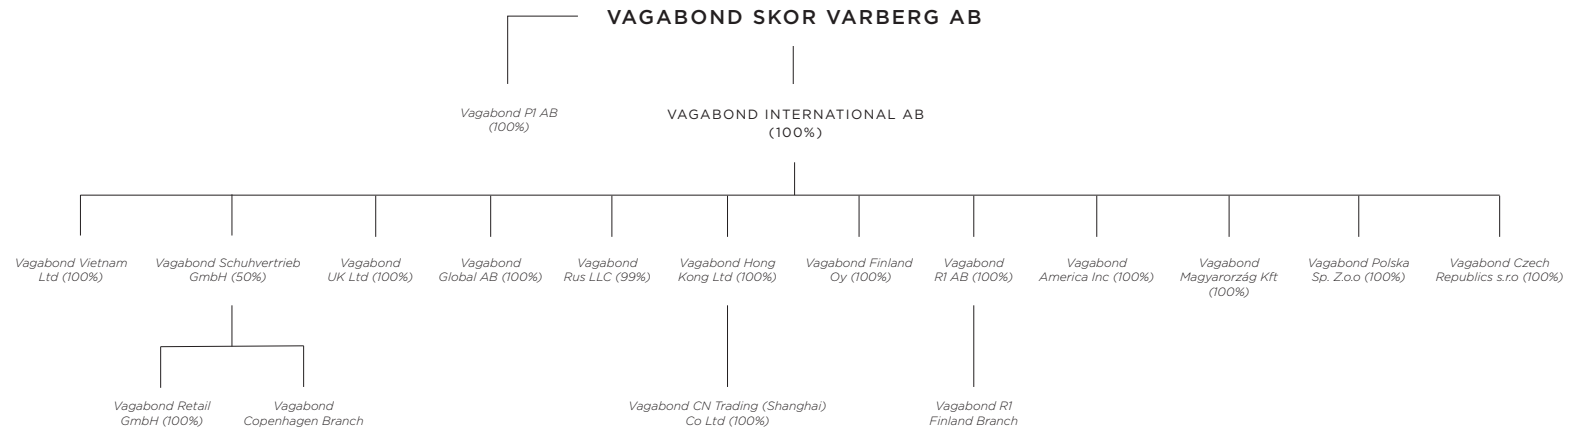 VAGABOND SKOR VARBERG AB
Vagabond P1 AB
(100%)
VAGABOND INTERNATIONAL AB
(100%)
Vagabond Vietnam
Ltd (100%)
Vagabond Schuhvertrieb
GmbH (50%)
Vagabond
UK Ltd (100%)
Vagabond
Global AB (100%)
Vagabond
Rus LLC (99%)
Vagabond Hong
Kong Ltd (100%)
Vagabond Finland
Oy (100%)
Vagabond
R1 AB (100%)
Vagabond
America Inc (100%)
Vagabond
Magyarorzág Kft
(100%)
Vagabond Polska
Sp. Z.o.o (100%)
Vagabond Czech
Republics s.r.o (100%)
Vagabond Retail
GmbH (100%)
Vagabond
Copenhagen Branch
Vagabond CN Trading (Shanghai)
Co Ltd (100%)
Vagabond R1
Finland Branch